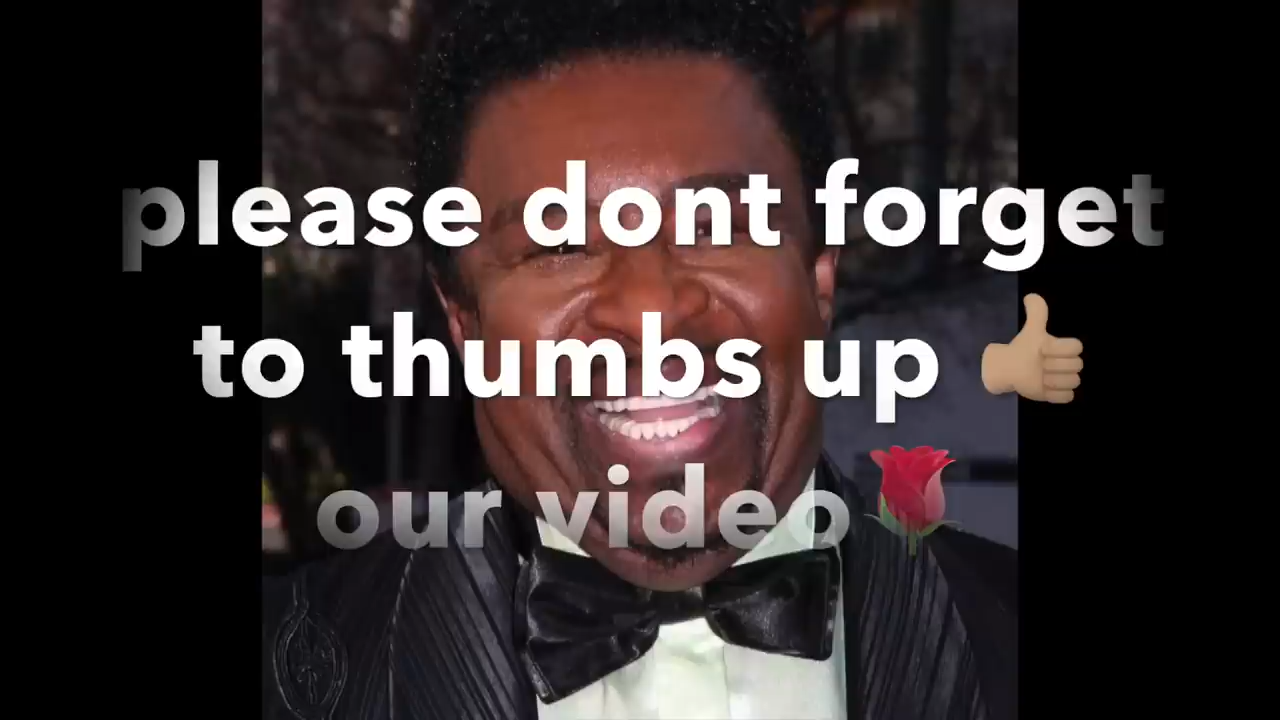 please dont forget
to thumbs up 👍🏼
our video🌹